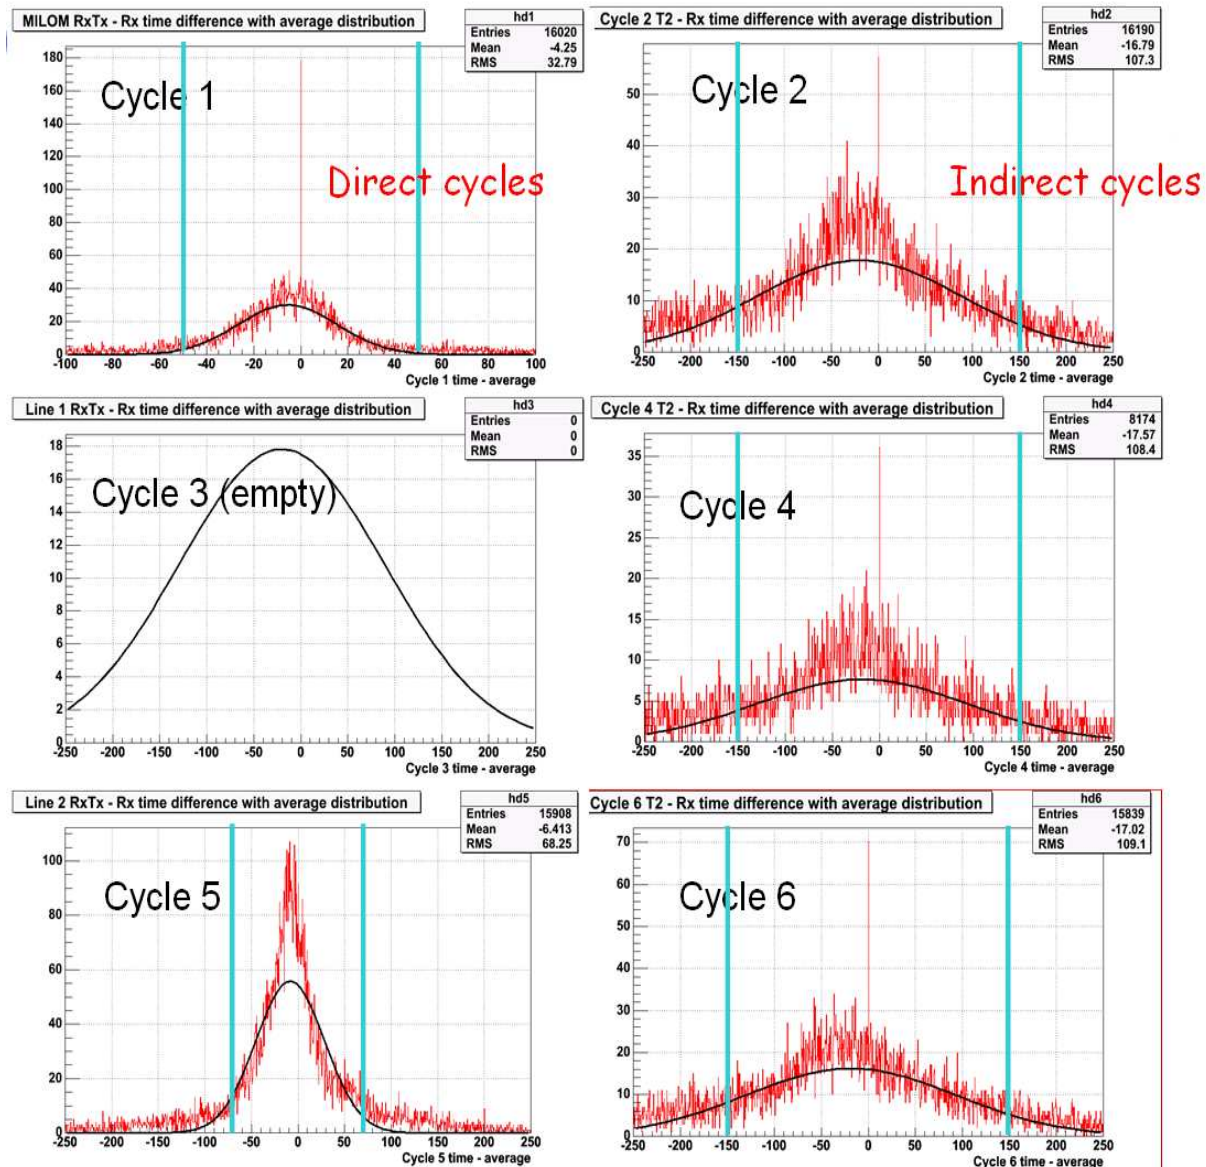 MILOM RxTx - Rx time difference with average distribution
hd1
Entries 16020
Mean -4.25
RMS 32.79
Cycle 1
Direct cycles
180
160
140
120
100
80
60
40
20
0
-100 -80 -60 -40 -20 0 20 40 60 80 100
Cycle 1 time - average
Cycle 2 T2 - Rx time difference with average distribution
hd2
Entries 16190
Mean -16.79
RMS 107.3
Cycle 2
Indirect cycles
50
40
30
20
10
0
-250 -200 -150 -100 -50 0 50 100 150 200 250
Cycle 2 time - average
Line 1 RxTx - Rx time difference with average distribution
hd3
Entries 0
Mean 0
RMS 0
Cycle 3 (empty)
18
16
14
12
10
8
6
4
2
0
-250 -200 -150 -100 -50 0 50 100 150 200 250
Cycle 3 time - average
Cycle 4 T2 - Rx time difference with average distribution
hd4
Entries 8174
Mean -17.57
RMS 108.4
Cycle 4
35
30
25
20
15
10
5
0
-250 -200 -150 -100 -50 0 50 100 150 200 250
Cycle 4 time - average
Line 2 RxTx - Rx time difference with average distribution
hd5
Entries 15908
Mean -6.413
RMS 68.25
Cycle 5
100
80
60
40
20
0
-250 -200 -150 -100 -50 0 50 100 150 200 250
Cycle 5 time - average
Cycle 6 T2 - Rx time difference with average distribution
hd6
Entries 15839
Mean -17.02
RMS 109.1
Cycle 6
70
60
50
40
30
20
10
0
-250 -200 -150 -100 -50 0 50 100 150 200 250
Cycle 6 time - average